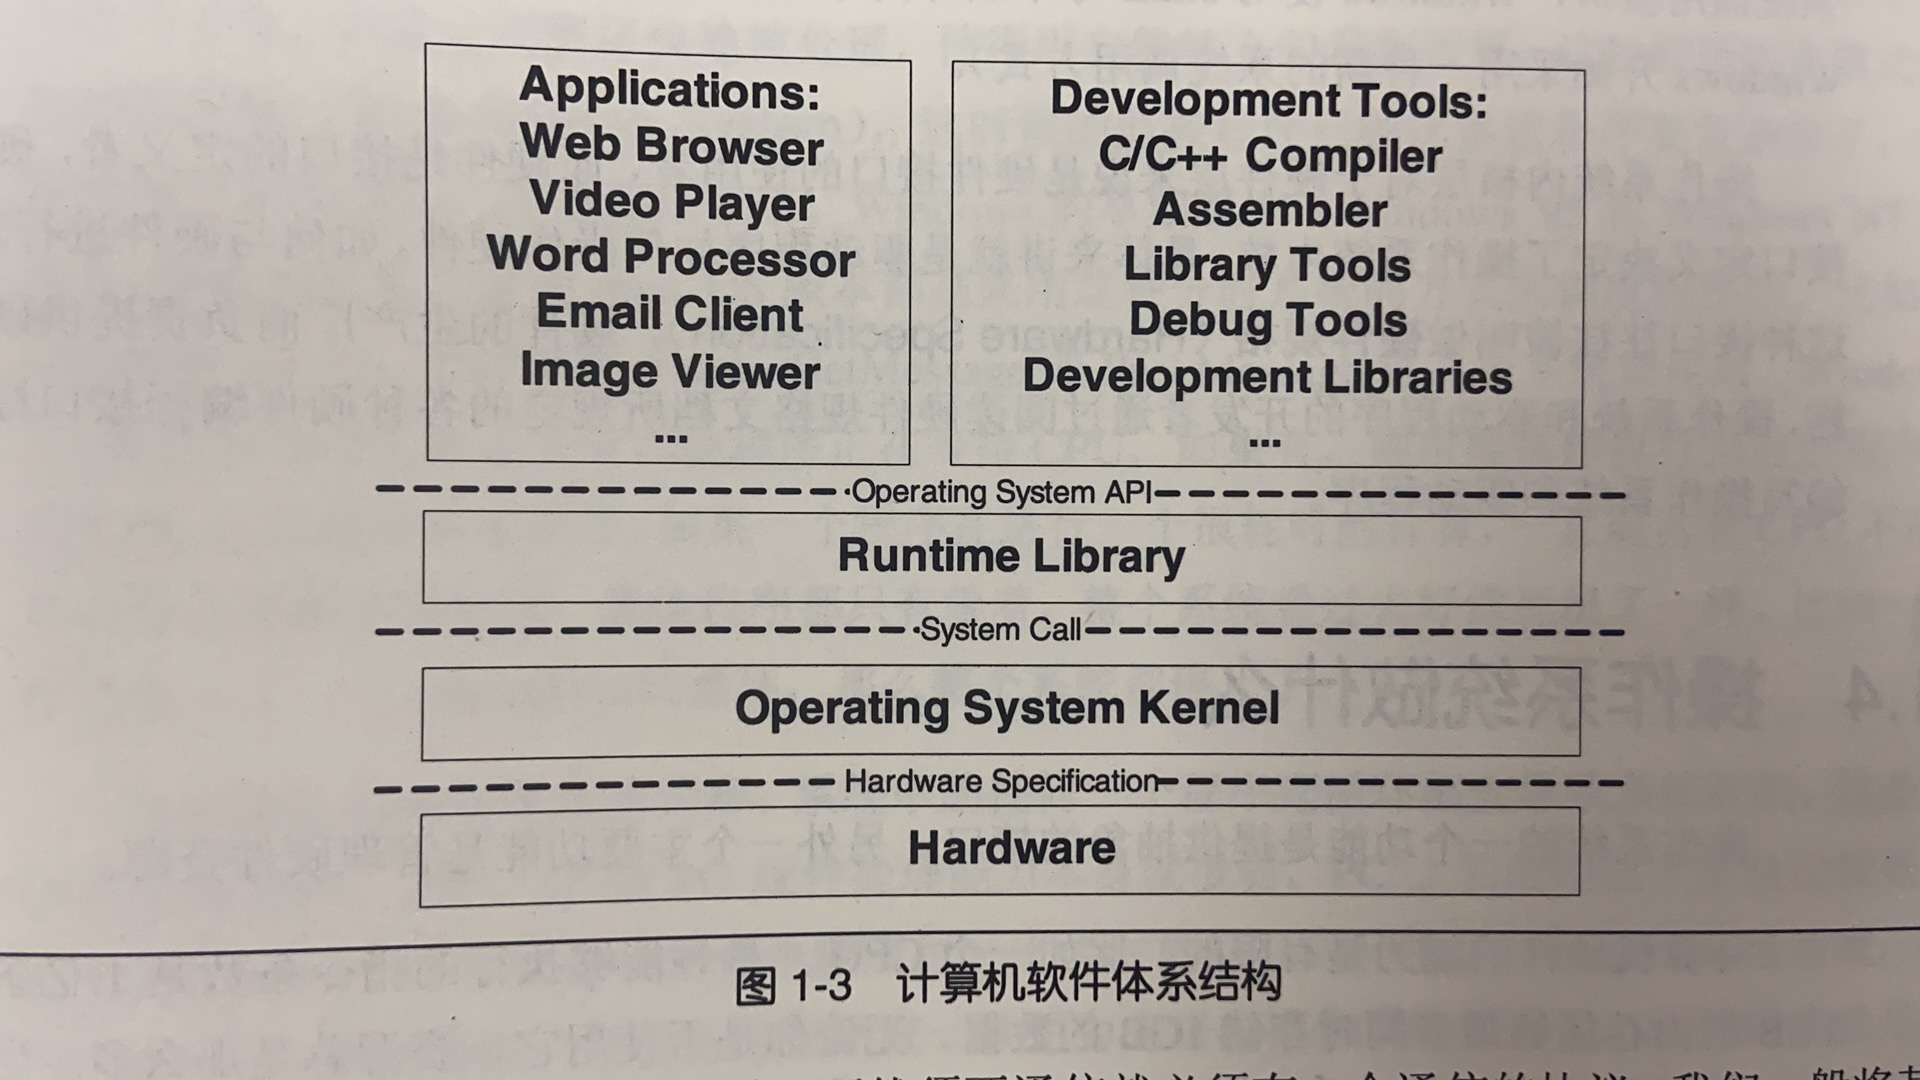 Applications:
Web Browser
Video Player
Word Processor
Email Client
Image Viewer
...
Development Tools:
C/C++ Compiler
Assembler
Library Tools
Debug Tools
Development Libraries
...
Operating System API
Runtime Library
System Call
Operating System Kernel
Hardware Specification
Hardware
图 1-3 计算机软件体系结构